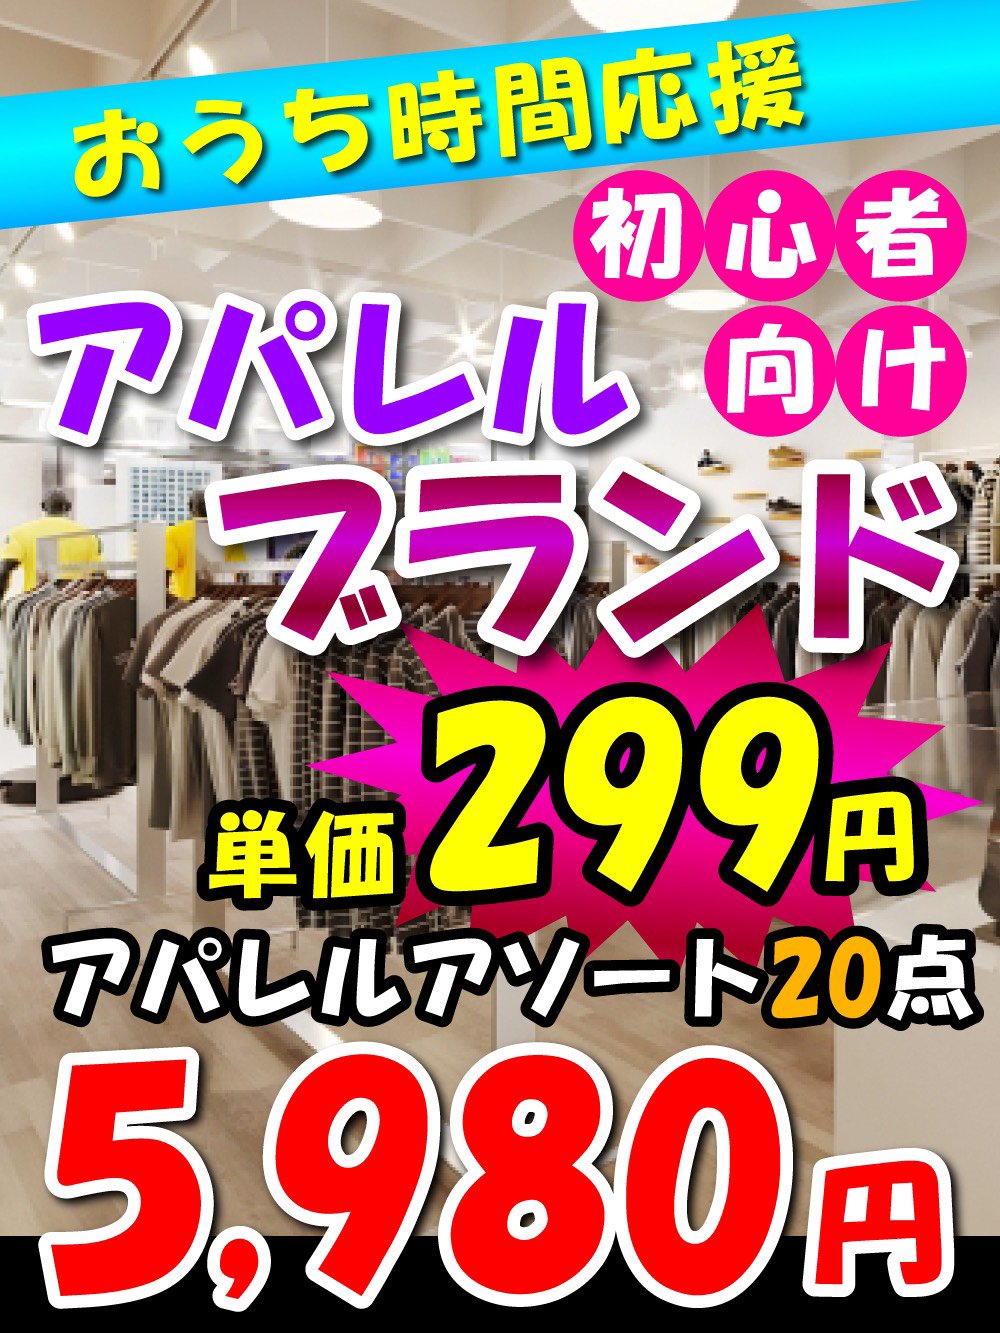 おうち時間応援
初心者
向け
アパレル
ブランド
単価299円
アパレルアソート20点
5,980円